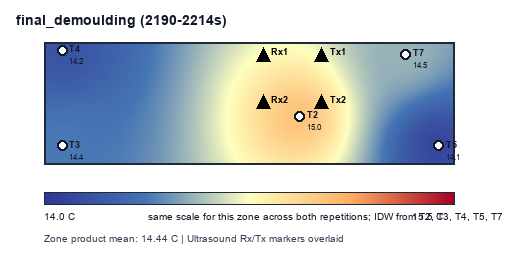 final_demoulding (2190-2214s)
T4
14.2
Rx1
Tx1
T7
14.5
Rx2
Tx2
T2
15.0
T3
14.4
T5
14.1
14.0 C
same scale for this zone across both repetitions; IDW from T2, T3, T4, T5, T7
Zone product mean: 14.44 C | Ultrasound Rx/Tx markers overlaid